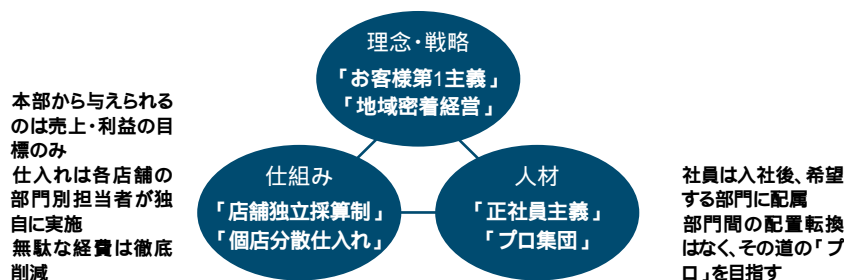 理念・戦略
「お客様第1主義」
「地域密着経営」
本部から与えられる
のは売上・利益の目
標のみ
仕入れは各店舗の
部門別担当者が独
自に実施
無駄な経費は徹底
削減
仕組み
「店舗独立採算制」
「個店分散仕入れ」
人材
「正社員主義」
「プロ集団」
社員は入社後、希望
する部門に配属
部門間の配置転換
はなく、その道の「プ
ロ」を目指す